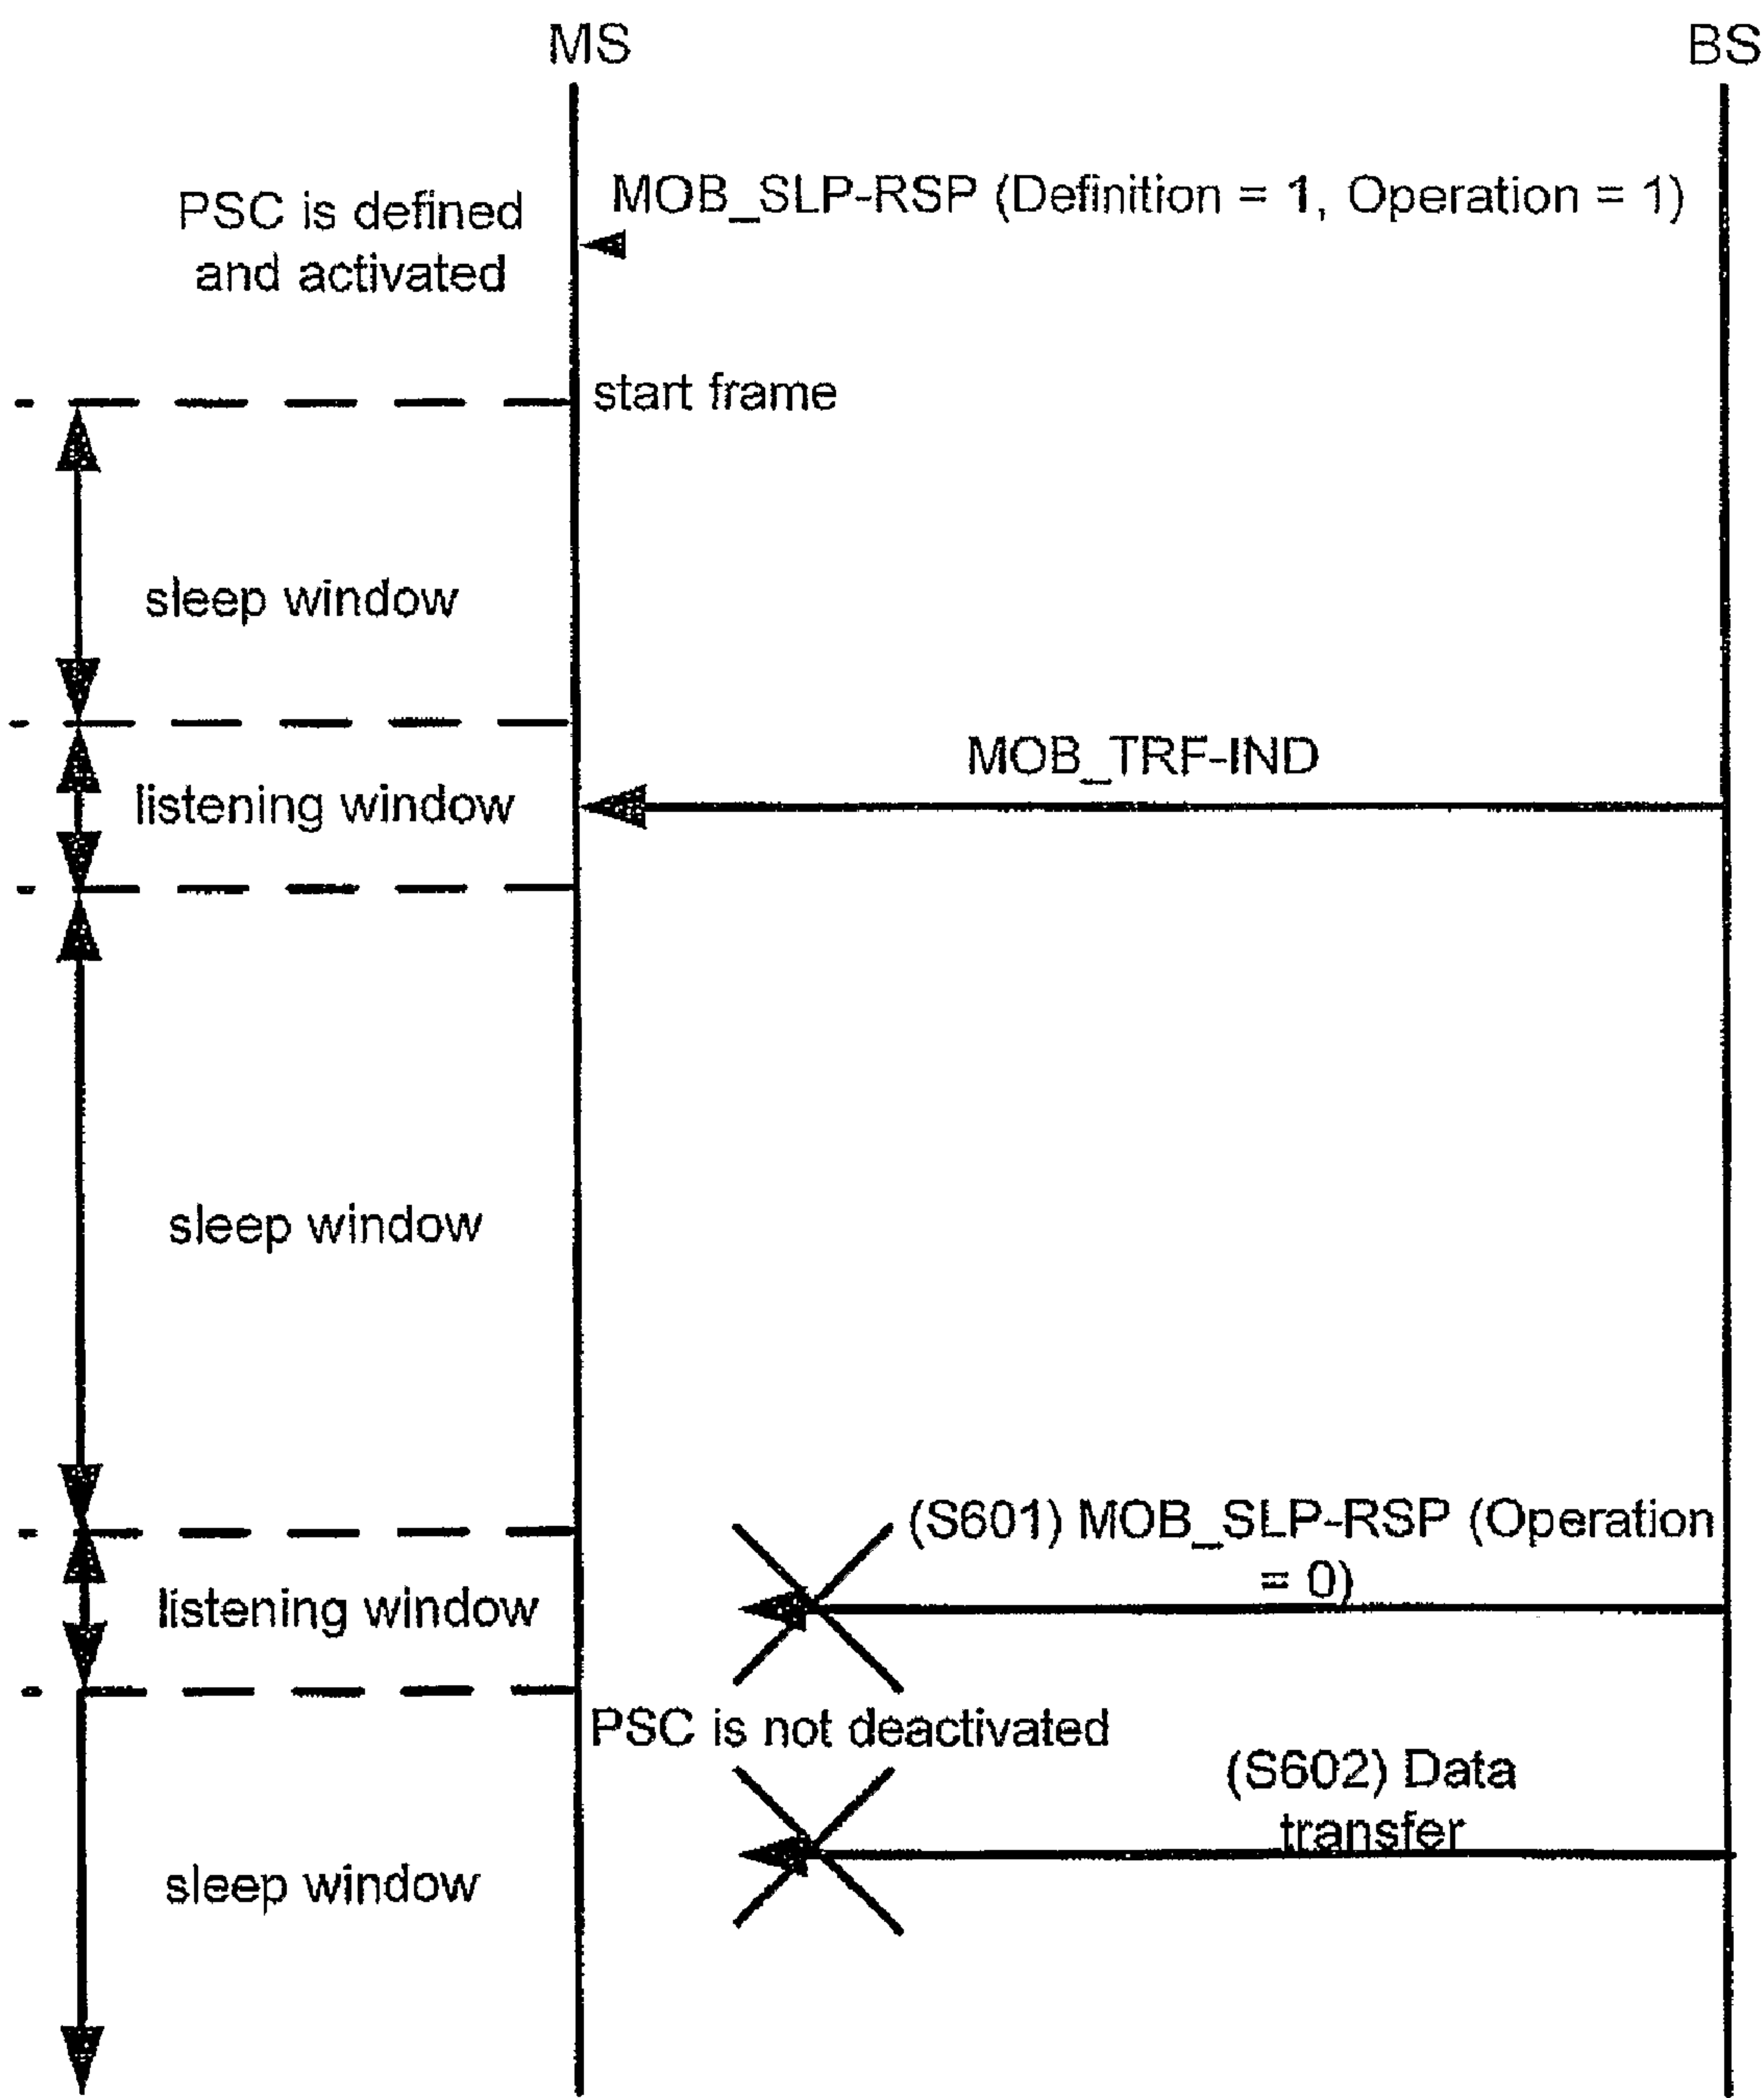 MS
BS
MOB_SLP-RSP (Definition = 1, Operation = 1)
PSC is defined
and activated
start frame
sleep window
MOB_TRF-IND
listening window
sleep window
(S601) MOB_SLP-RSP (Operation
= 0)
listening window
PSC is not deactivated
(S602) Data
transfer
sleep window